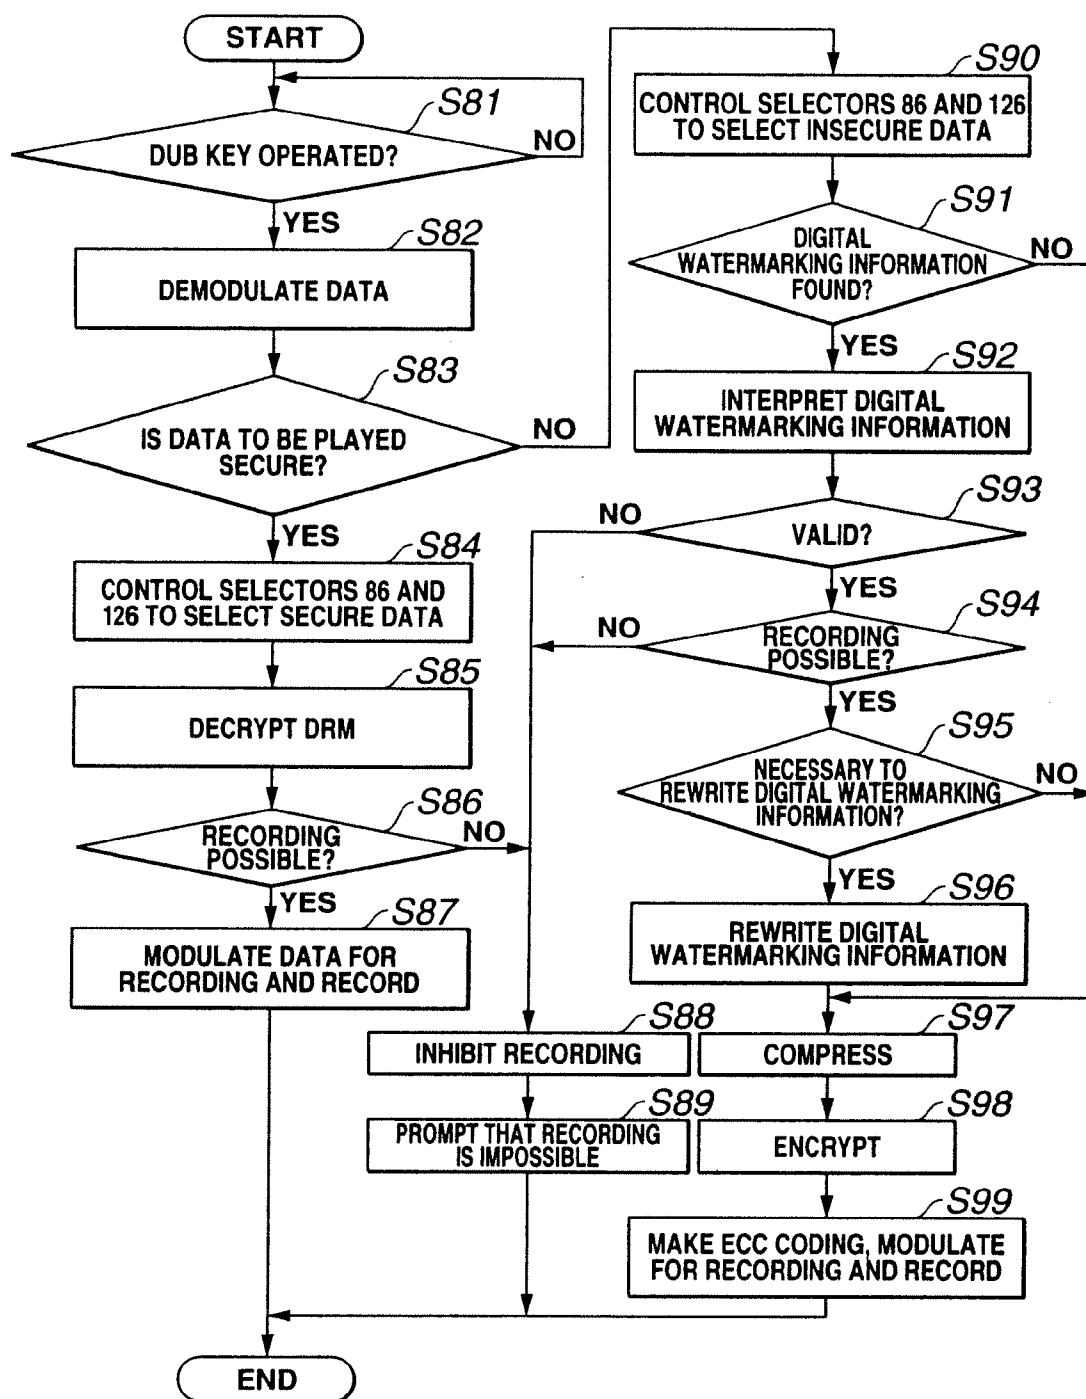 START
S81
DUB KEY OPERATED?
NO
YES
S82
DEMODULATE DATA
S83
IS DATA TO BE PLAYED
SECURE?
NO
YES
S84
CONTROL SELECTORS 86 AND
126 TO SELECT SECURE DATA
S85
DECRYPT DRM
S86
RECORDING
POSSIBLE?
NO
YES
S87
MODULATE DATA FOR
RECORDING AND RECORD
S88
INHIBIT RECORDING
S89
PROMPT THAT RECORDING
IS IMPOSSIBLE
S90
CONTROL SELECTORS 86 AND 126
TO SELECT INSECURE DATA
S91
DIGITAL
WATERMARKING INFORMATION
FOUND?
NO
YES
S92
INTERPRET DIGITAL
WATERMARKING INFORMATION
S93
NO
VALID?
YES
S94
NO
RECORDING
POSSIBLE?
YES
S95
NECESSARY TO
REWRITE DIGITAL WATERMARKING
INFORMATION?
NO
YES
S96
REWRITE DIGITAL
WATERMARKING INFORMATION
S97
COMPRESS
S98
ENCRYPT
S99
MAKE ECC CODING, MODULATE
FOR RECORDING AND RECORD
END